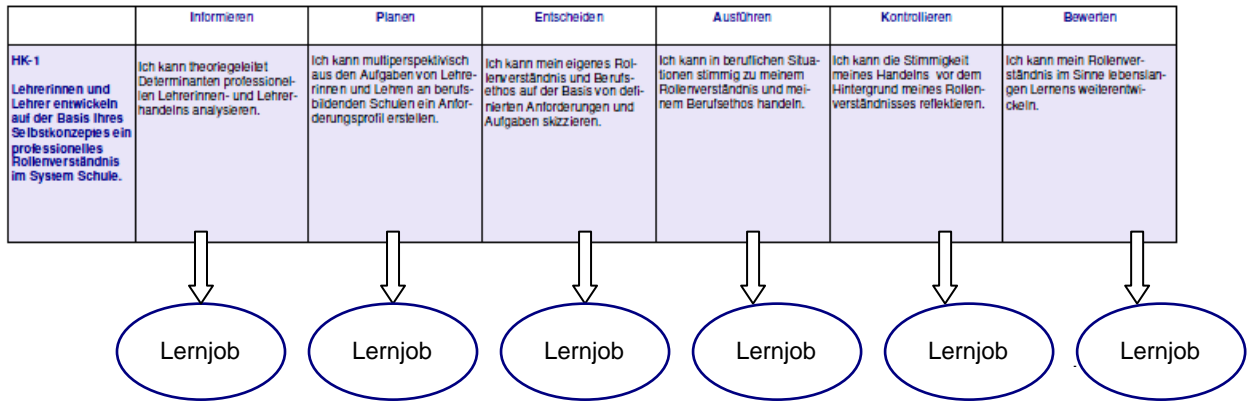 Informieren
Planen
Entscheiden
Ausführen
Kontrollieren
Bewerten
HK-1
Lehrerinnen und
Lehrer entwickeln
auf der Basis ihres
Selbstkonzeptes ein
professionelles
Rollenverständnis
im System Schule.
Ich kann theoriegeleitet
Determinanten professionel-
len Lehrerinnen- und Lehrer-
handelns analysieren.
Ich kann multiperspektivisch
aus den Aufgaben von Lehre-
rinnen und Lehren an berufs-
bildenden Schulen ein Anfor-
derungsprofil erstellen.
Ich kann mein eigenes Rol-
lenverständnis und Berufs-
ethos auf der Basis von defi-
nierten Anforderungen und
Aufgaben skizzieren.
Ich kann in beruflichen Situa-
tionen stimmig zu meinem
Rollenverständnis und mei-
nem Berufsethos handeln.
Ich kann die Stimmigkeit
meines Handelns vor dem
Hintergrund meines Rollen-
verständnisses reflektieren.
Ich kann mein Rollenver-
ständnis im Sinne lebenslan-
gen Lernens weiterentwi-
ckeln.
Lernjob
Lernjob
Lernjob
Lernjob
Lernjob
Lernjob